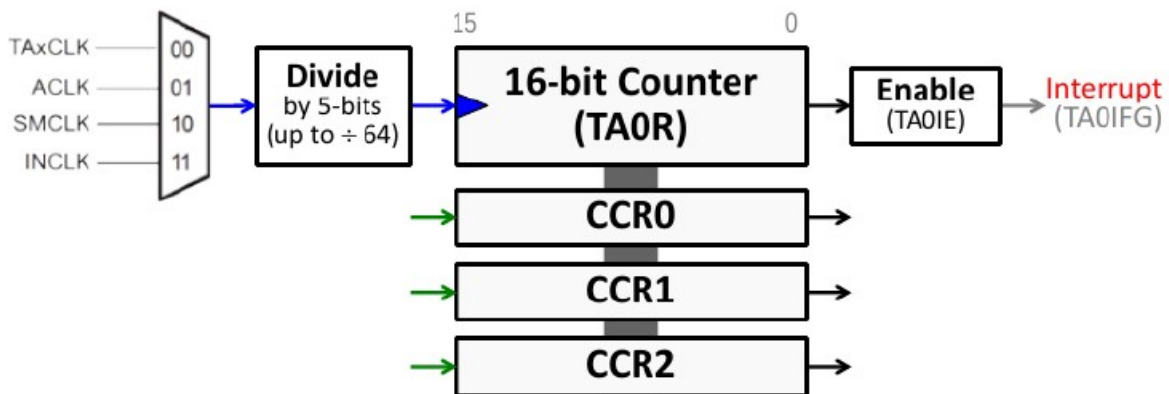 15
0
TAxCLK
ACLK
SMCLK
INCLK
00
01
10
11
Divide
by 5-bits
(up to ÷ 64)
16-bit Counter
(TA0R)
Enable
(TA0IE)
Interrupt
(TA0IFG)
CCR0
CCR1
CCR2